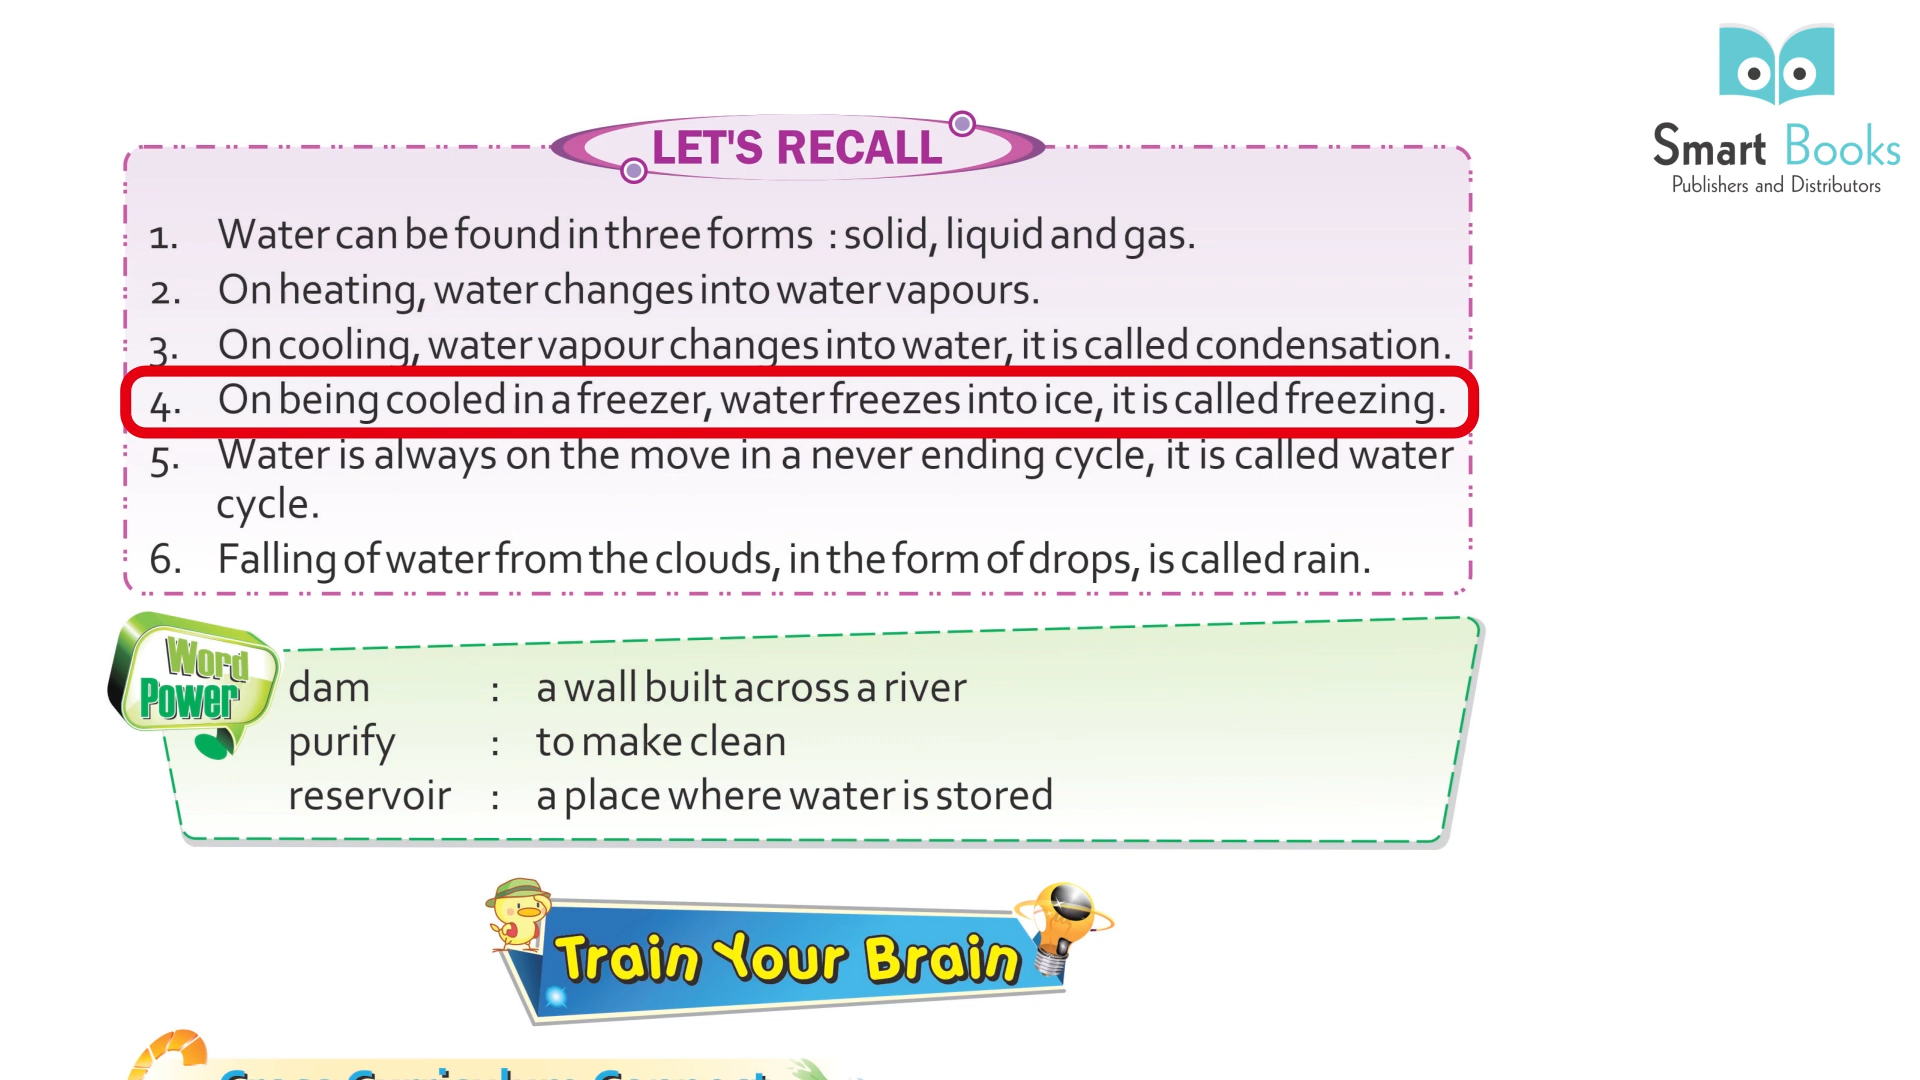 Smart Books
Publishers and Distributors
LET'S RECALL
1. Water can be found in three forms : solid, liquid and gas.
2. On heating, water changes into water vapours.
3. On cooling, water vapour changes into water, it is called condensation.
4. On being cooled in a freezer, water freezes into ice, it is called freezing.
5. Water is always on the move in a never ending cycle, it is called water
cycle.
6. Falling of water from the clouds, in the form of drops, is called rain.
Word
Power
dam : a wall built across a river
purify : to make clean
reservoir : a place where water is stored
Train Your Brain
Cross Curriculum Connect